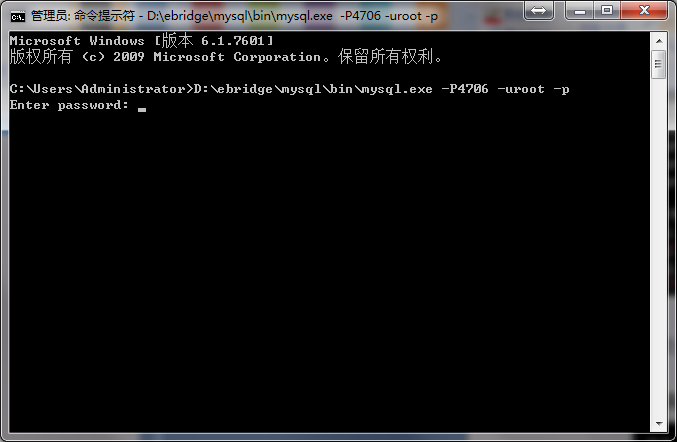 管理员: 命令提示符 - D:\ebridge\mysql\bin\mysql.exe -P4706 -uroot -p
Microsoft Windows [版本 6.1.7601]
版权所有 (c) 2009 Microsoft Corporation。保留所有权利。
C:\Users\Administrator>D:\ebridge\mysql\bin\mysql.exe -P4706 -uroot -p
Enter password: